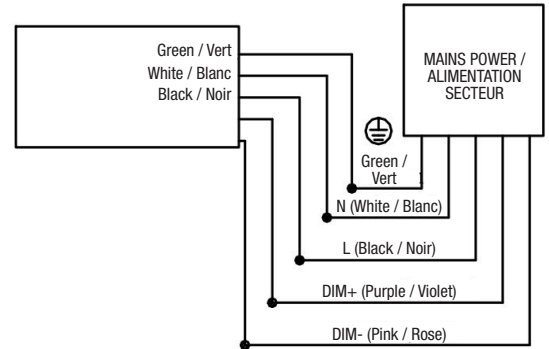 Green / Vert
White / Blanc
Black / Noir
MAINS POWER /
ALIMENTATION
SECTEUR
Green /
Vert
N (White / Blanc)
L (Black / Noir)
DIM+ (Purple / Violet)
DIM- (Pink / Rose)